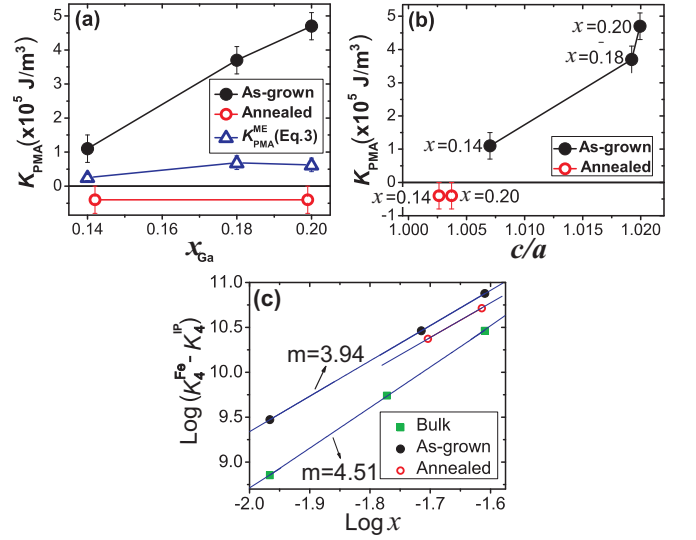 (a)
K_PMA (x10^5 J/m^3)
5
4
3
2
1
0
As-grown
Annealed
K^ME_PMA (Eq.3)
0.14
0.16
0.18
0.20
x_Ga
(b)
K_PMA (x10^5 J/m^3)
5
4
3
2
1
0
-1
x=0.20
x=0.18
x=0.14
As-grown
Annealed
x=0.14
x=0.20
1.000
1.005
1.010
1.015
1.020
c/a
(c)
Log (K_4^Fe - K_4^IP)
11.0
10.5
10.0
9.5
9.0
m=3.94
m=4.51
Bulk
As-grown
Annealed
-2.0
-1.9
-1.8
-1.7
-1.6
Log x